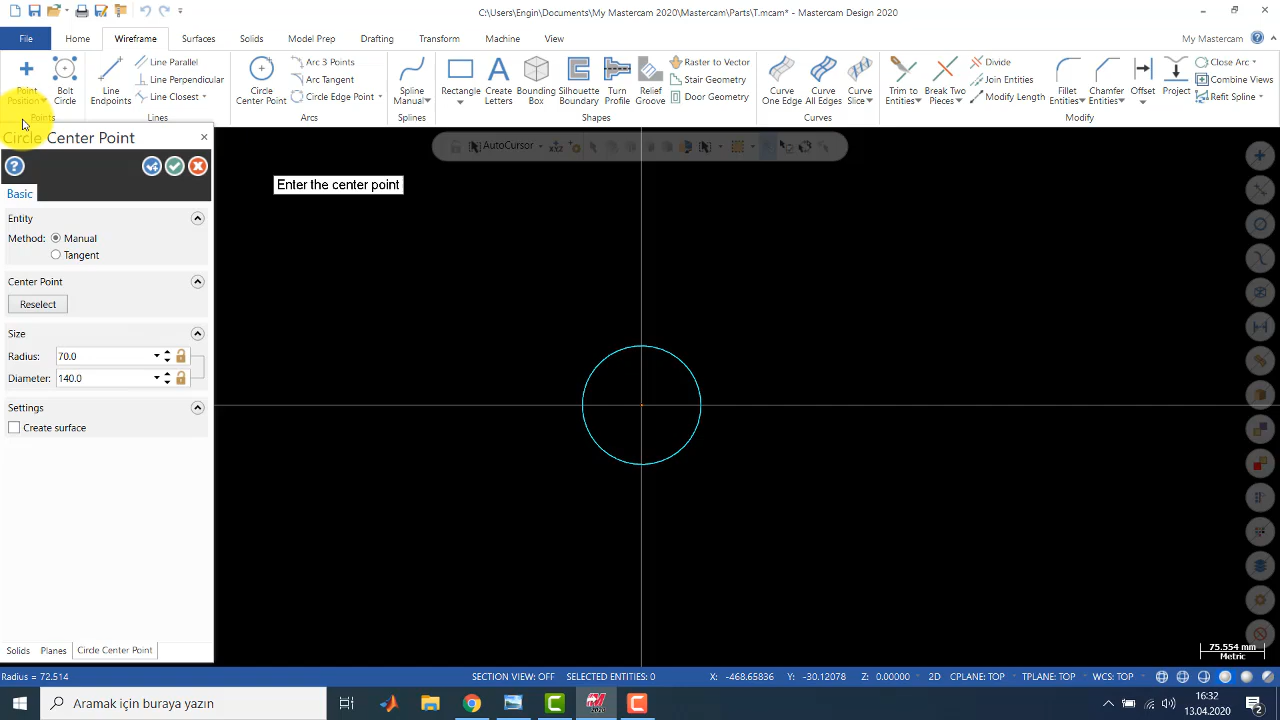 C:\Users\Engin\Documents\My Mastercam 2020\Mastercam\Parts\T.mcam* - Mastercam Design 2020
File Home Wireframe Surfaces Solids Model Prep Drafting Transform Machine View My Mastercam
Point Position
Bolt Circle
Points
Line Endpoints
Line Parallel
Line Perpendicular
Line Closest
Lines
Circle Center Point
Arc 3 Points
Arc Tangent
Circle Edge Point
Arcs
Spline Manual
Splines
Rectangle
Create Letters
Bounding Box
Silhouette Boundary
Turn Profile
Relief Groove
Raster to Vector
Stair Geometry
Door Geometry
Shapes
Curve One Edge
Curve All Edges
Curve Slice
Curves
Trim to Entities
Break Two Pieces
Divide
Join Entities
Modify Length
Fillet Entities
Chamfer Entities
Offset
Project
Close Arc
Combine Views
Refit Spline
Modify
AutoCursor
Circle Center Point
Basic
Enter the center point
Entity
Method: Manual
Tangent
Center Point
Reselect
Size
Radius: 70.0
Diameter: 140.0
Settings
Create surface
Solids Planes Circle Center Point
75.554 mm
Metric
Radius = 72.514 SECTION VIEW: OFF SELECTED ENTITIES: 0 X: -468.65836 Y: -30.12078 Z: 0.00000 2D CPLANE: TOP TPLANE: TOP WCS: TOP
Aramak için buraya yazın
16:32
13.04.2020
2